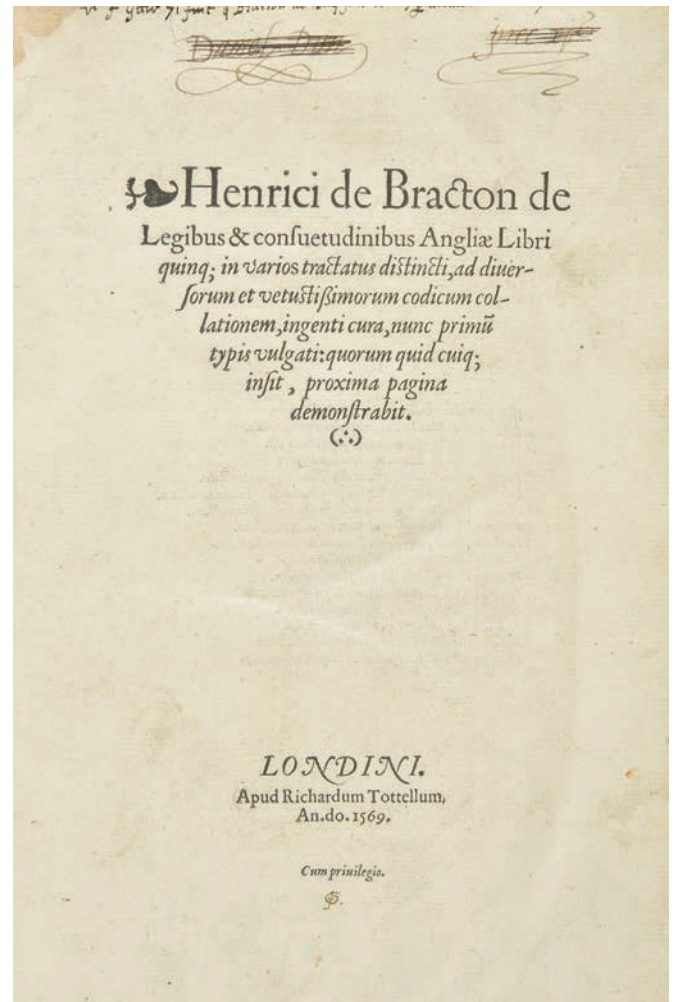 Henrici de Bracton de
Legibus & conſuetudinibus Angliæ Libri
quinq; in varios tractatus diſtincti, ad diuer-
ſorum et vetuſtiſsimorum codicum col-
lationem, ingenti cura, nunc primū
typis vulgati: quorum quid cuiq;
inſit, proxima pagina
demonſtrabit.
LONDINI.
Apud Richardum Tottellum,
An.do.1569.
Cum priuilegio.